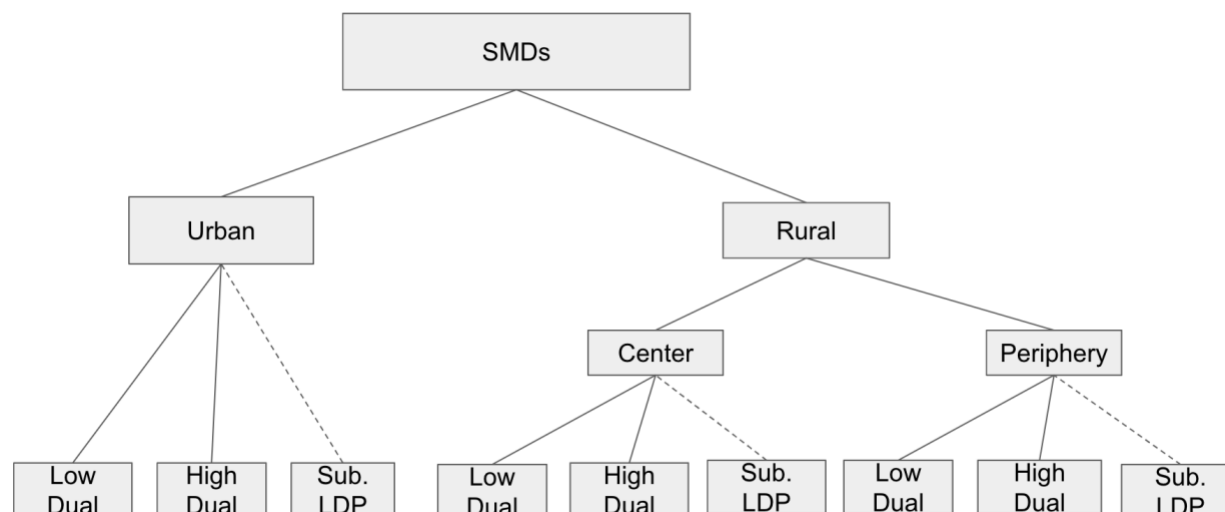 SMDs
Urban
Rural
Center
Periphery
Low
Dual
High
Dual
Sub.
LDP
Low
Dual
High
Dual
Sub.
LDP
Low
Dual
High
Dual
Sub.
LDP